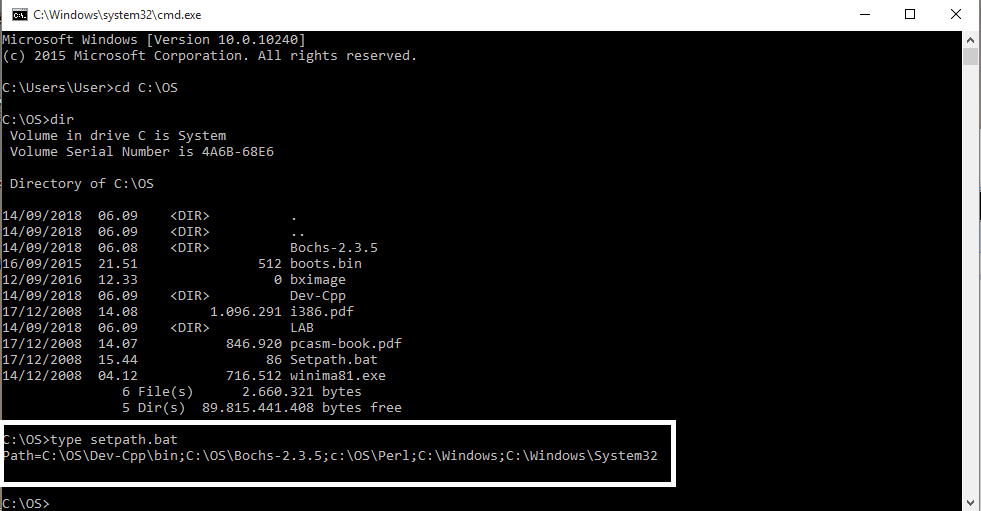 C:\Windows\system32\cmd.exe
Microsoft Windows [Version 10.0.10240]
(c) 2015 Microsoft Corporation. All rights reserved.
C:\Users\User>cd C:\OS
C:\OS>dir
Volume in drive C is System
Volume Serial Number is 4A6B-68E6
Directory of C:\OS
14/09/2018  06.09    <DIR>          .
14/09/2018  06.09    <DIR>          ..
14/09/2018  06.08    <DIR>          Bochs-2.3.5
16/09/2015  21.51               512 boots.bin
12/09/2016  12.33                 0 bximage
14/09/2018  06.09    <DIR>          Dev-Cpp
17/12/2008  14.08         1.096.291 i386.pdf
14/09/2018  06.09    <DIR>          LAB
17/12/2008  14.07           846.920 pcasm-book.pdf
17/12/2008  15.44                86 Setpath.bat
14/12/2008  04.12           716.512 winima81.exe
6 File(s)      2.660.321 bytes
5 Dir(s)  89.815.441.408 bytes free
C:\OS>type setpath.bat
Path=C:\OS\Dev-Cpp\bin;C:\OS\Bochs-2.3.5;c:\OS\Perl;C:\Windows;C:\Windows\System32
C:\OS>